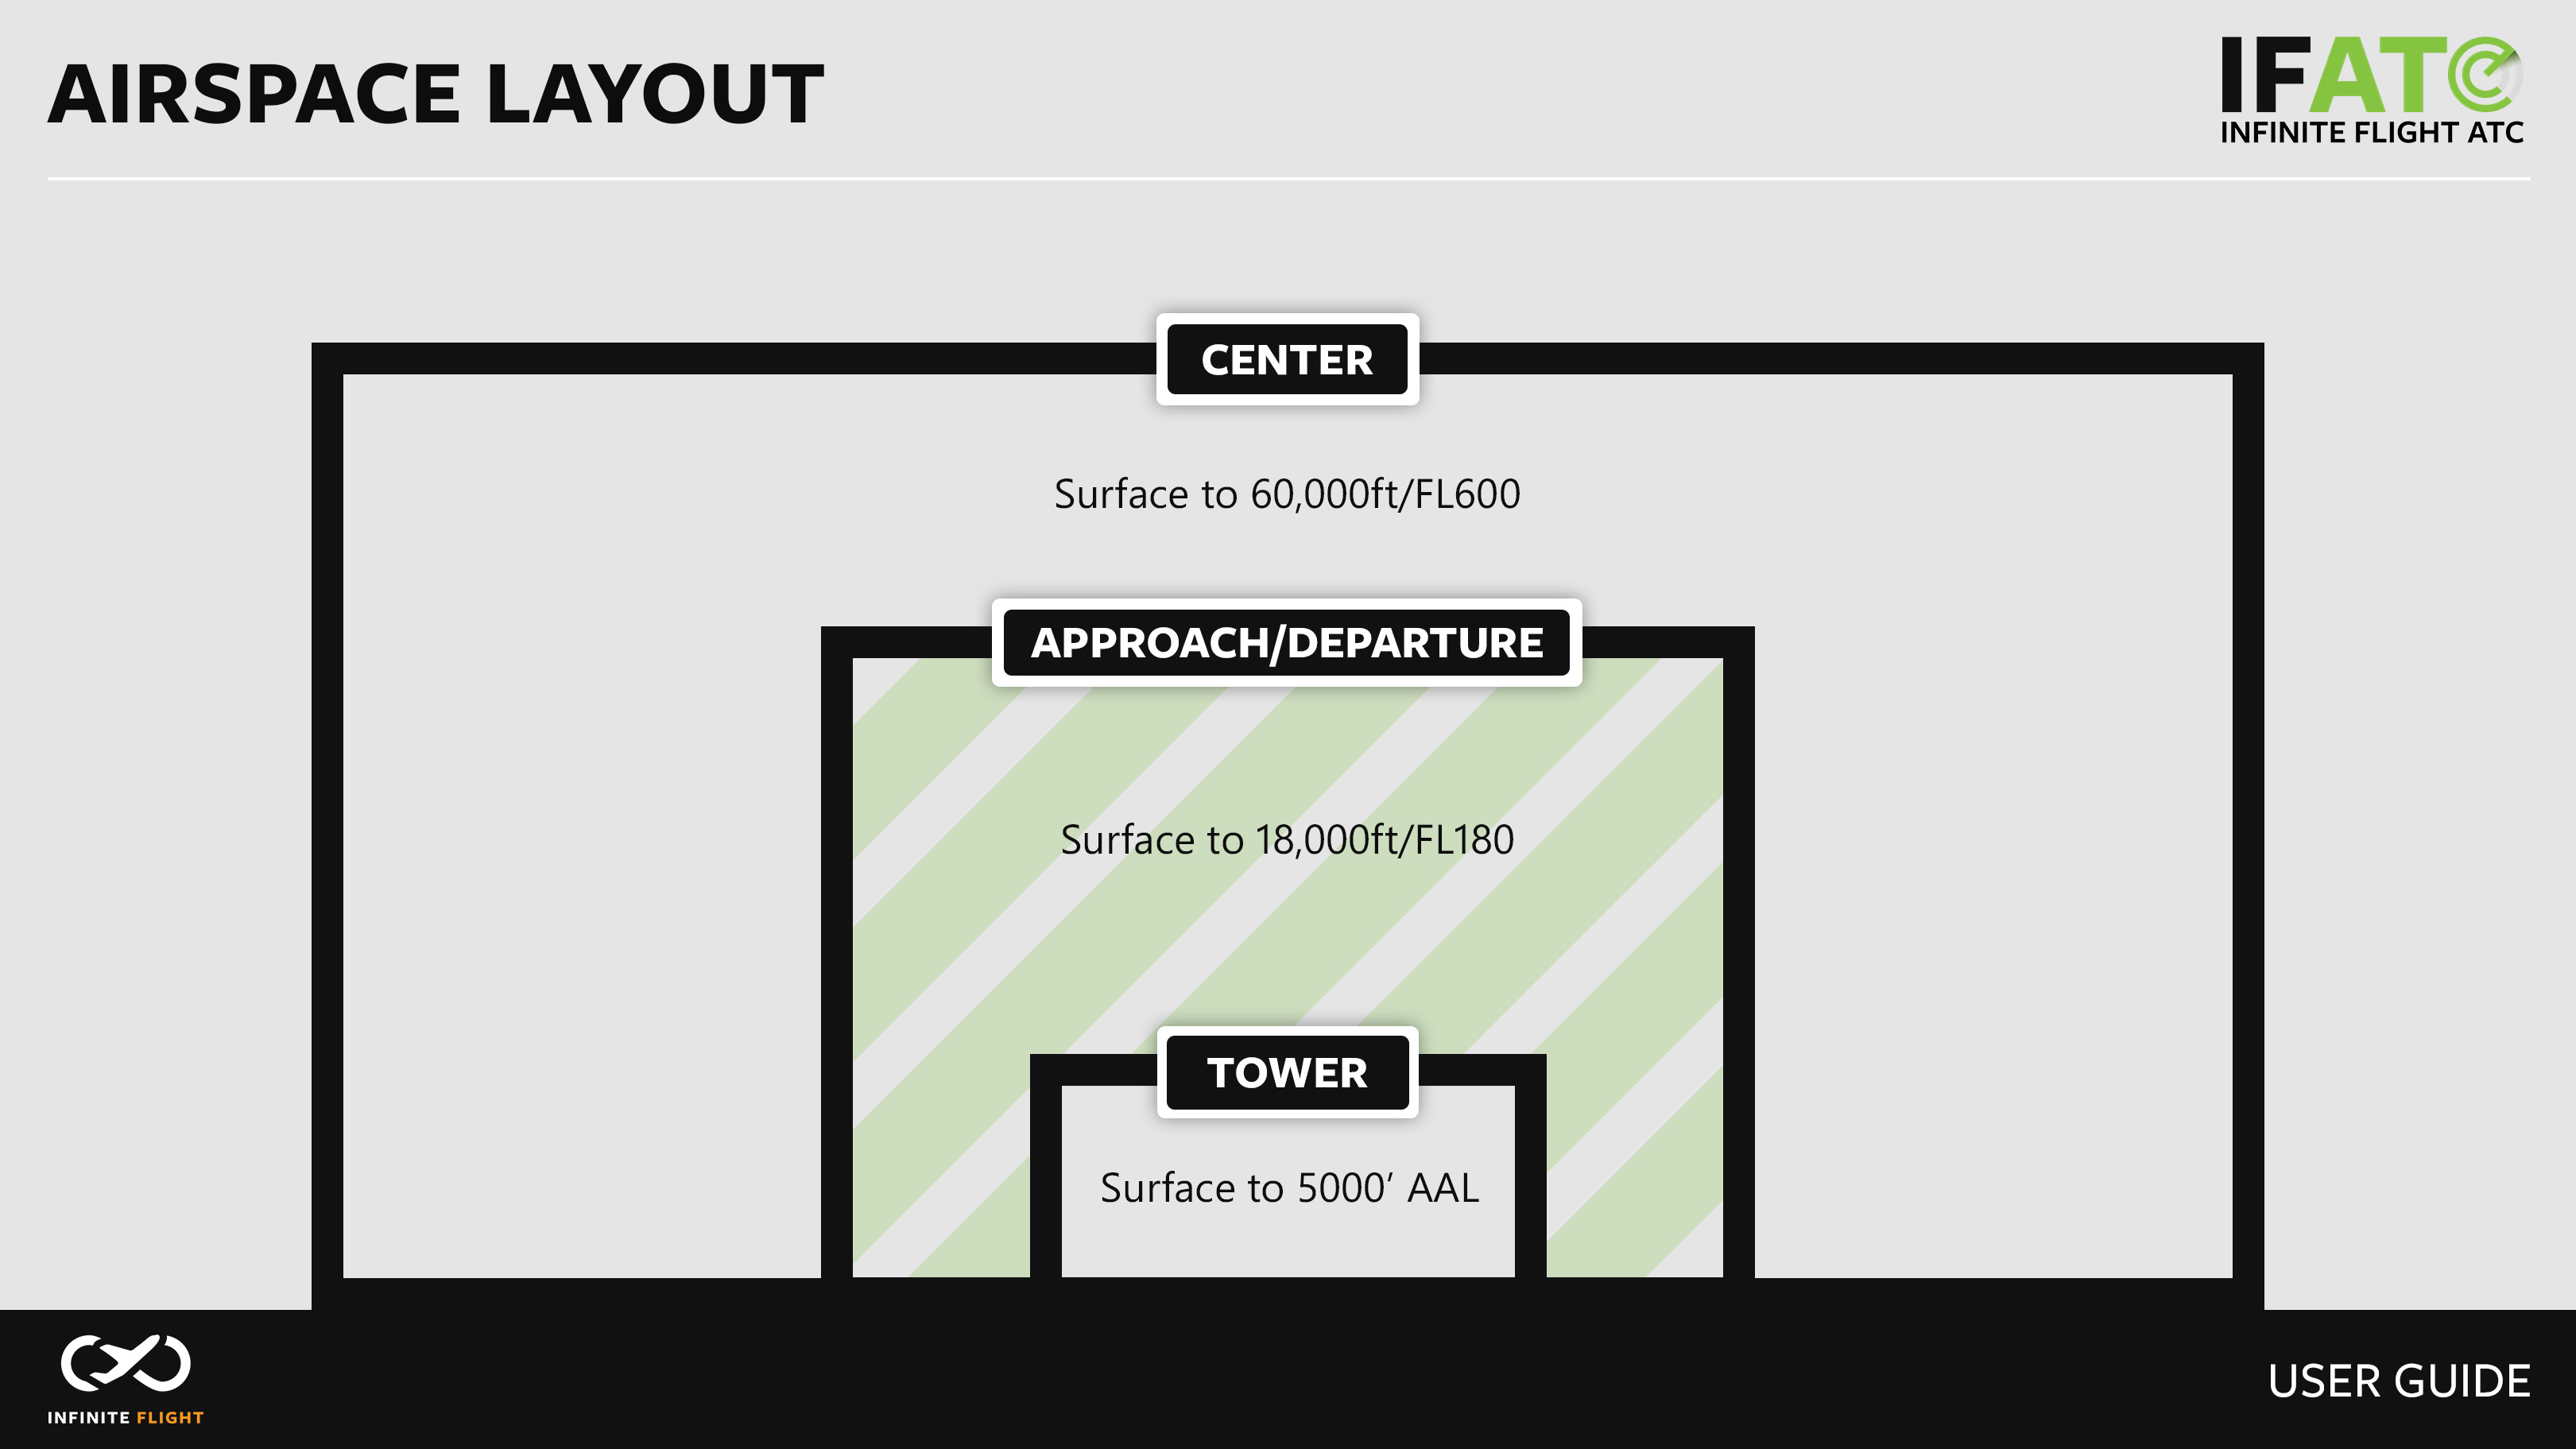 AIRSPACE LAYOUT
IFATC
INFINITE FLIGHT ATC
CENTER
Surface to 60,000ft/FL600
APPROACH/DEPARTURE
Surface to 18,000ft/FL180
TOWER
Surface to 5000’ AAL
INFINITE FLIGHT
USER GUIDE